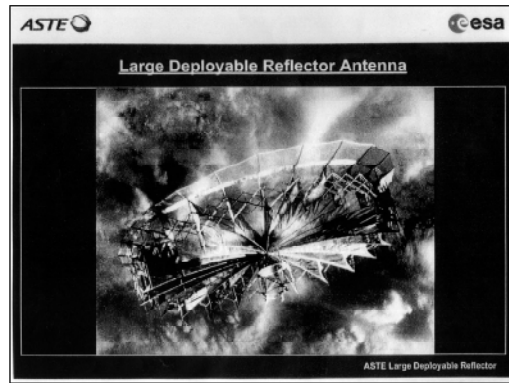 ASTE
esa
Large Deployable Reflector Antenna
ASTE Large Deployable Reflector